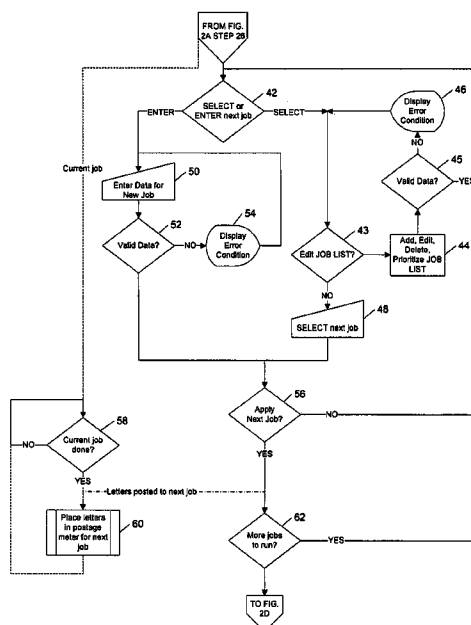 FROM FIG.
2A STEP 28
42
SELECT or
ENTER next job
ENTER
SELECT
46
Display
Error
Condition
NO
45
Valid Data?
YES
Current job
50
Enter Data for
New Job
52
Valid Data?
NO
54
Display
Error
Condition
43
Edit JOB LIST?
NO
Add, Edit,
Delete,
Prioritize JOB
LIST
44
48
SELECT next job
56
Apply
Next Job?
NO
YES
58
Current job
done?
NO
YES
Letters posted to next job
Place letters
in postage
meter for next
job
60
62
More jobs
to run?
YES
TO FIG.
2D